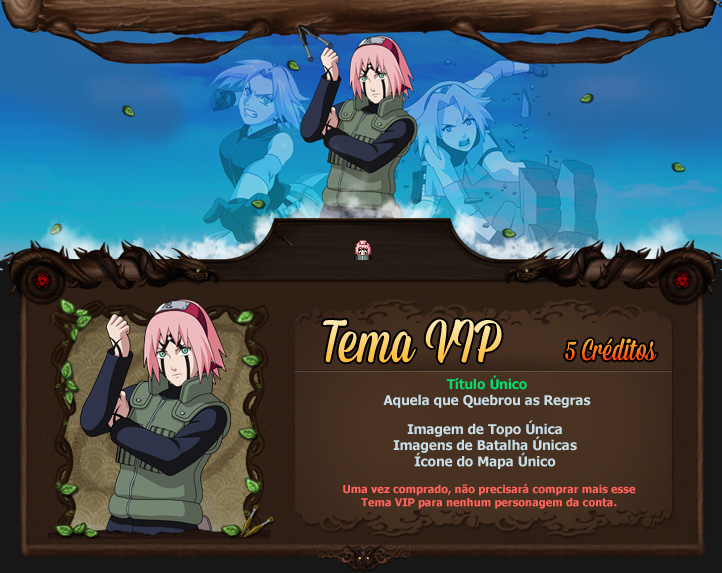 Tema VIP
5 Créditos
Título Único
Aquela que Quebrou as Regras
Imagem de Topo Única
Imagens de Batalha Únicas
Ícone do Mapa Único
Uma vez comprado, não precisará comprar mais esse
Tema VIP para nenhum personagem da conta.